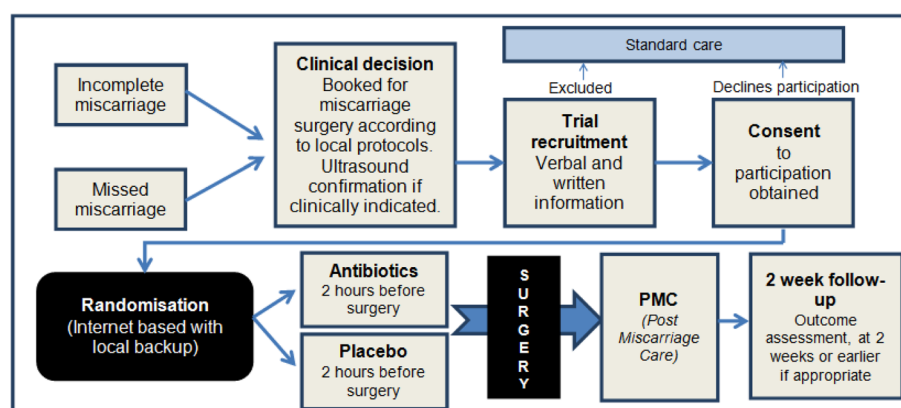 Standard care
Incomplete
miscarriage
Missed
miscarriage
Clinical decision
Booked for
miscarriage
surgery according
to local protocols.
Ultrasound
confirmation if
clinically indicated.
Excluded
Declines participation
Trial
recruitment
Verbal and
written
information
Consent
to
participation
obtained
Randomisation
(Internet based with
local backup)
Antibiotics
2 hours before
surgery
Placebo
2 hours before
surgery
SURGERY
PMC
(Post
Miscarriage
Care)
2 week follow-
up
Outcome
assessment, at 2
weeks or earlier
if appropriate